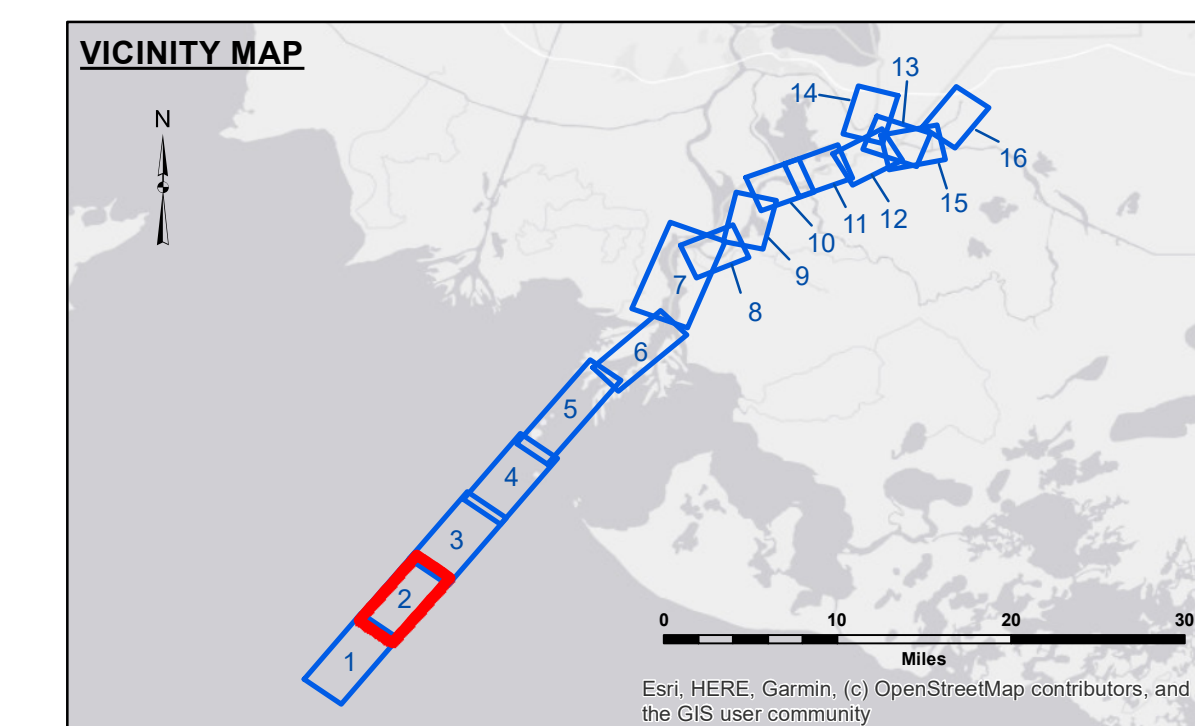 VICINITY MAP
N
13
14
16
15
12
11
10
9
7
8
6
5
4
3
2
1
0 10 20 30
Miles
Esri, HERE, Garmin, (c) OpenStreetMap contributors, and
the GIS user community